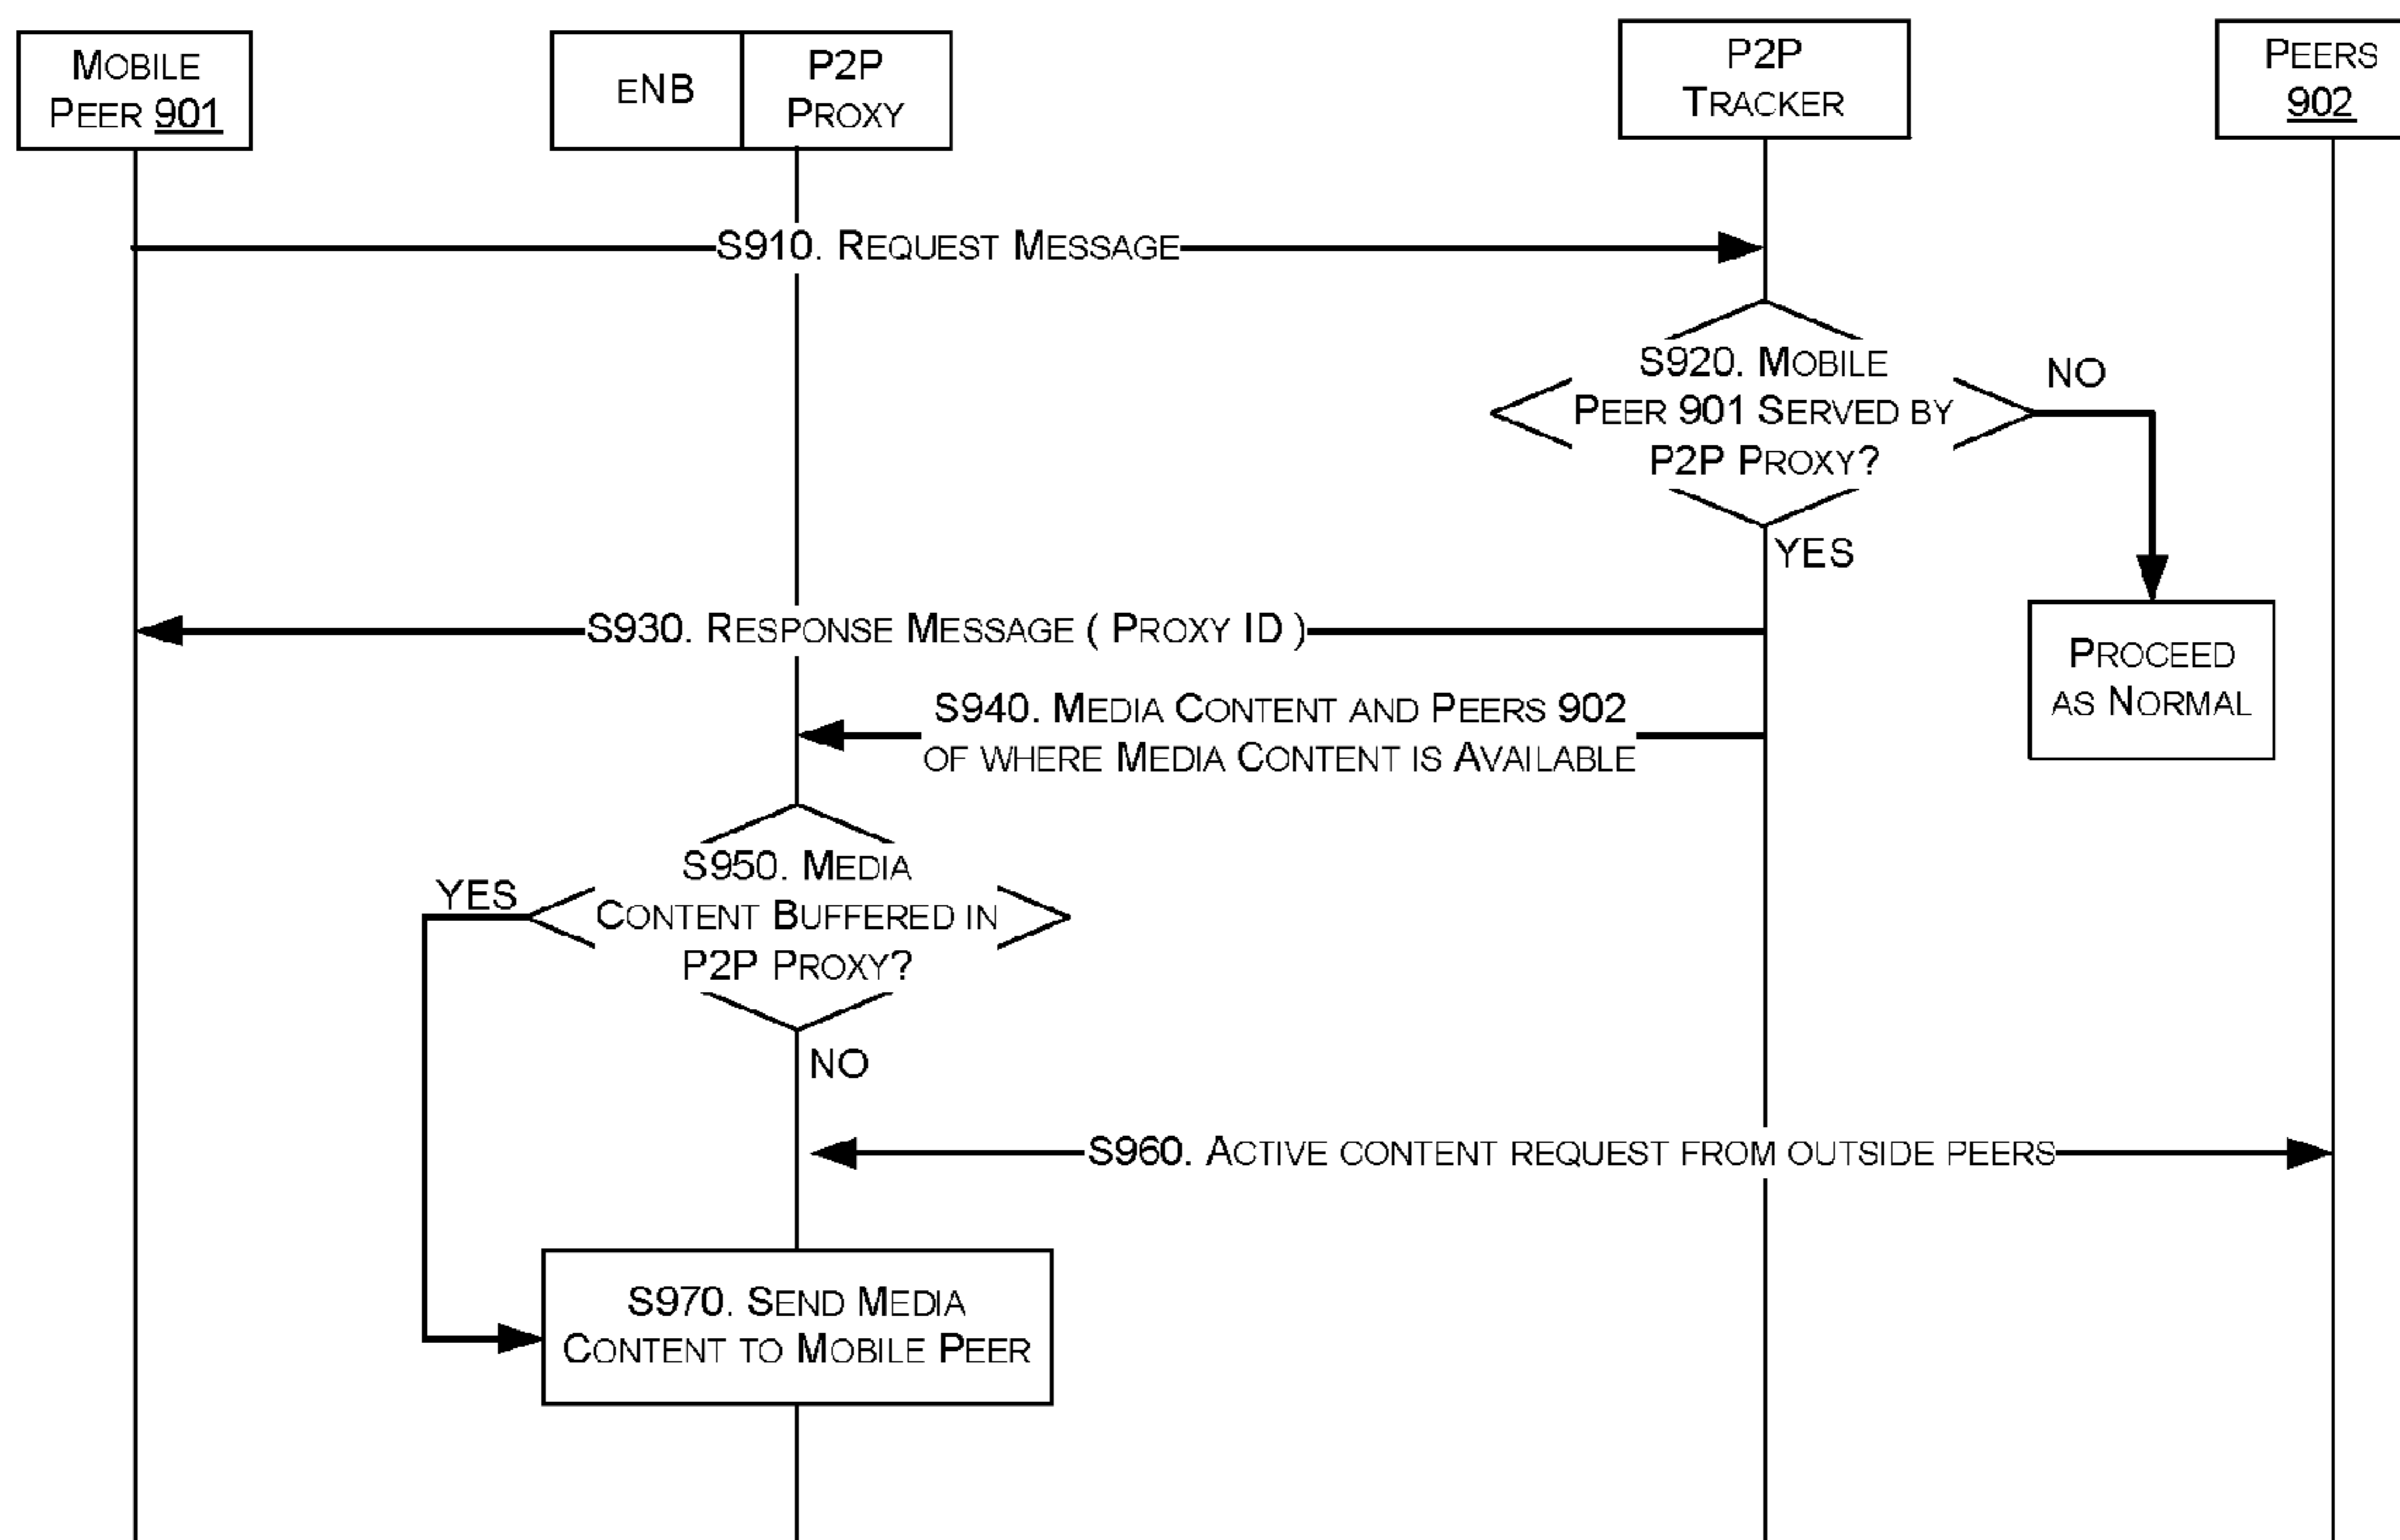 Mobile
Peer 901
eNB
P2P
Proxy
P2P
Tracker
Peers
902
S910. Request Message
S920. Mobile
Peer 901 Served by
P2P Proxy?
NO
YES
S930. Response Message ( Proxy ID )
Proceed
as Normal
S940. Media Content and Peers 902
of where Media Content is Available
S950. Media
Content Buffered in
P2P Proxy?
YES
NO
S960. Active content request from outside peers
S970. Send Media
Content to Mobile Peer